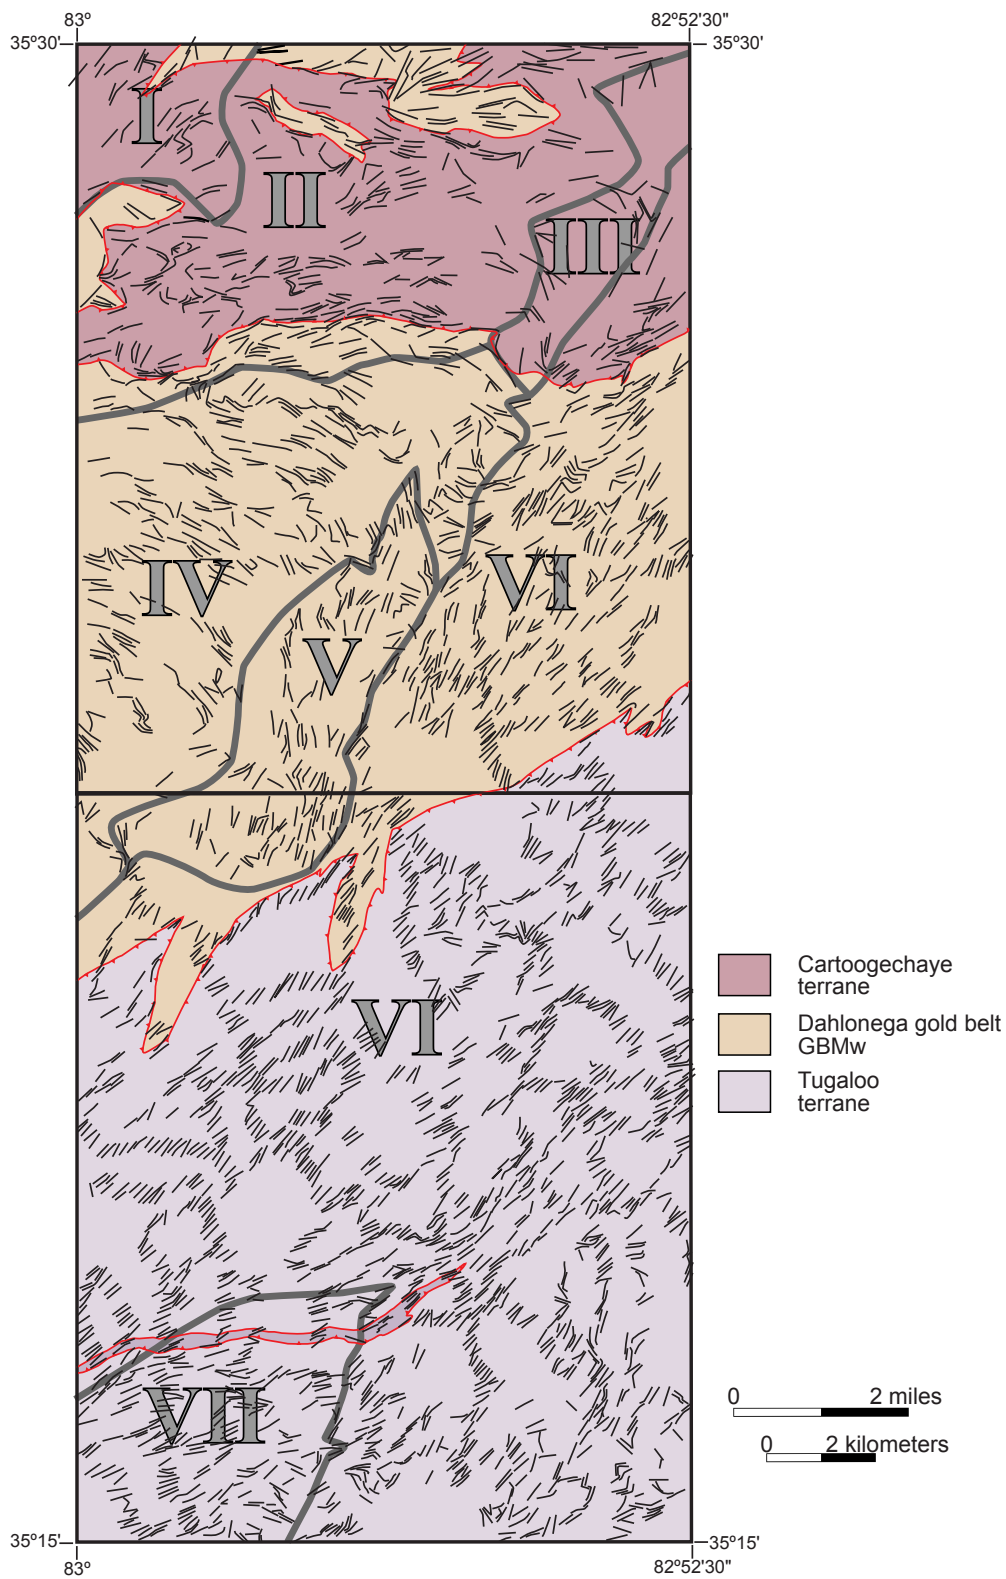 83º
82º52'30"
35º30'
35º30'
I
II
III
IV
VI
V
VI
VII
Cartoogechaye
terrane
Dahlonega gold belt
GBMw
Tugaloo
terrane
0 2 miles
0 2 kilometers
35º15'
35º15'
83º
82º52'30"